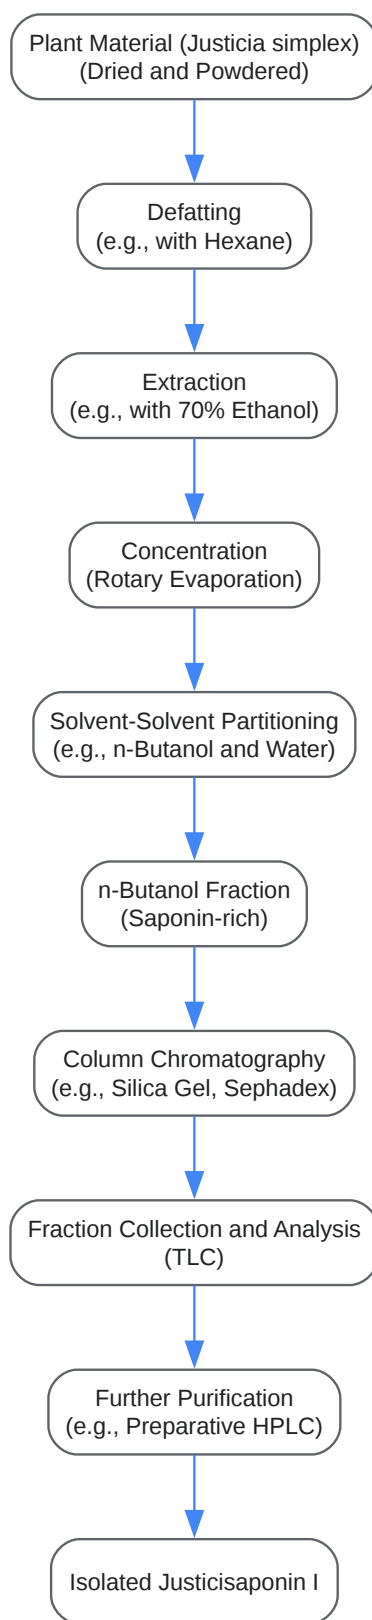 Plant Material (Justicia simplex)
(Dried and Powdered)
Defatting
(e.g., with Hexane)
Extraction
(e.g., with 70% Ethanol)
Concentration
(Rotary Evaporation)
Solvent-Solvent Partitioning
(e.g., n-Butanol and Water)
n-Butanol Fraction
(Saponin-rich)
Column Chromatography
(e.g., Silica Gel, Sephadex)
Fraction Collection and Analysis
(TLC)
Further Purification
(e.g., Preparative HPLC)
Isolated Justicisaponin I